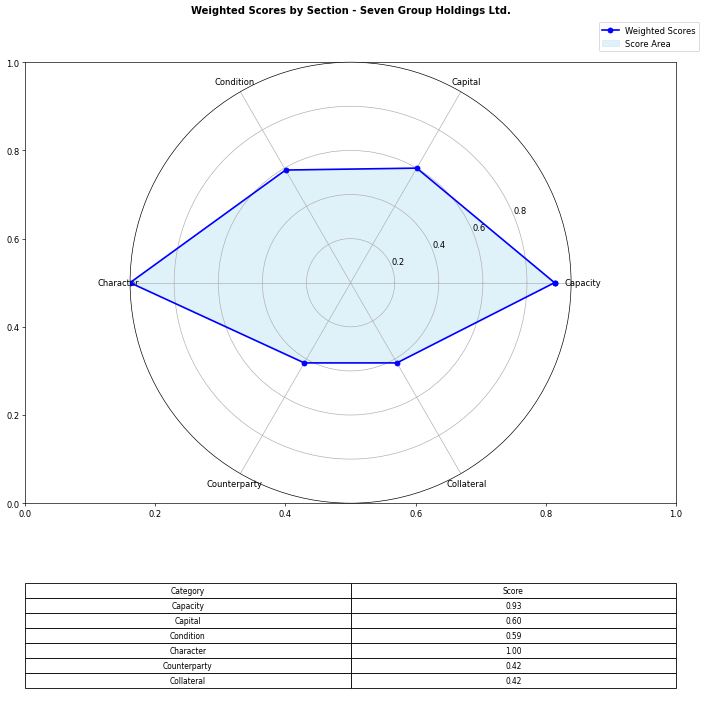 Weighted Scores by Section - Seven Group Holdings Ltd.
Weighted Scores
Score Area
1.0
0.8
0.6
0.4
0.2
0.0
0.0
0.2
0.4
0.6
0.8
1.0
Condition
Capital
Character
Capacity
Counterparty
Collateral
0.2
0.4
0.6
0.8
Category Score
Capacity 0.93
Capital 0.60
Condition 0.59
Character 1.00
Counterparty 0.42
Collateral 0.42